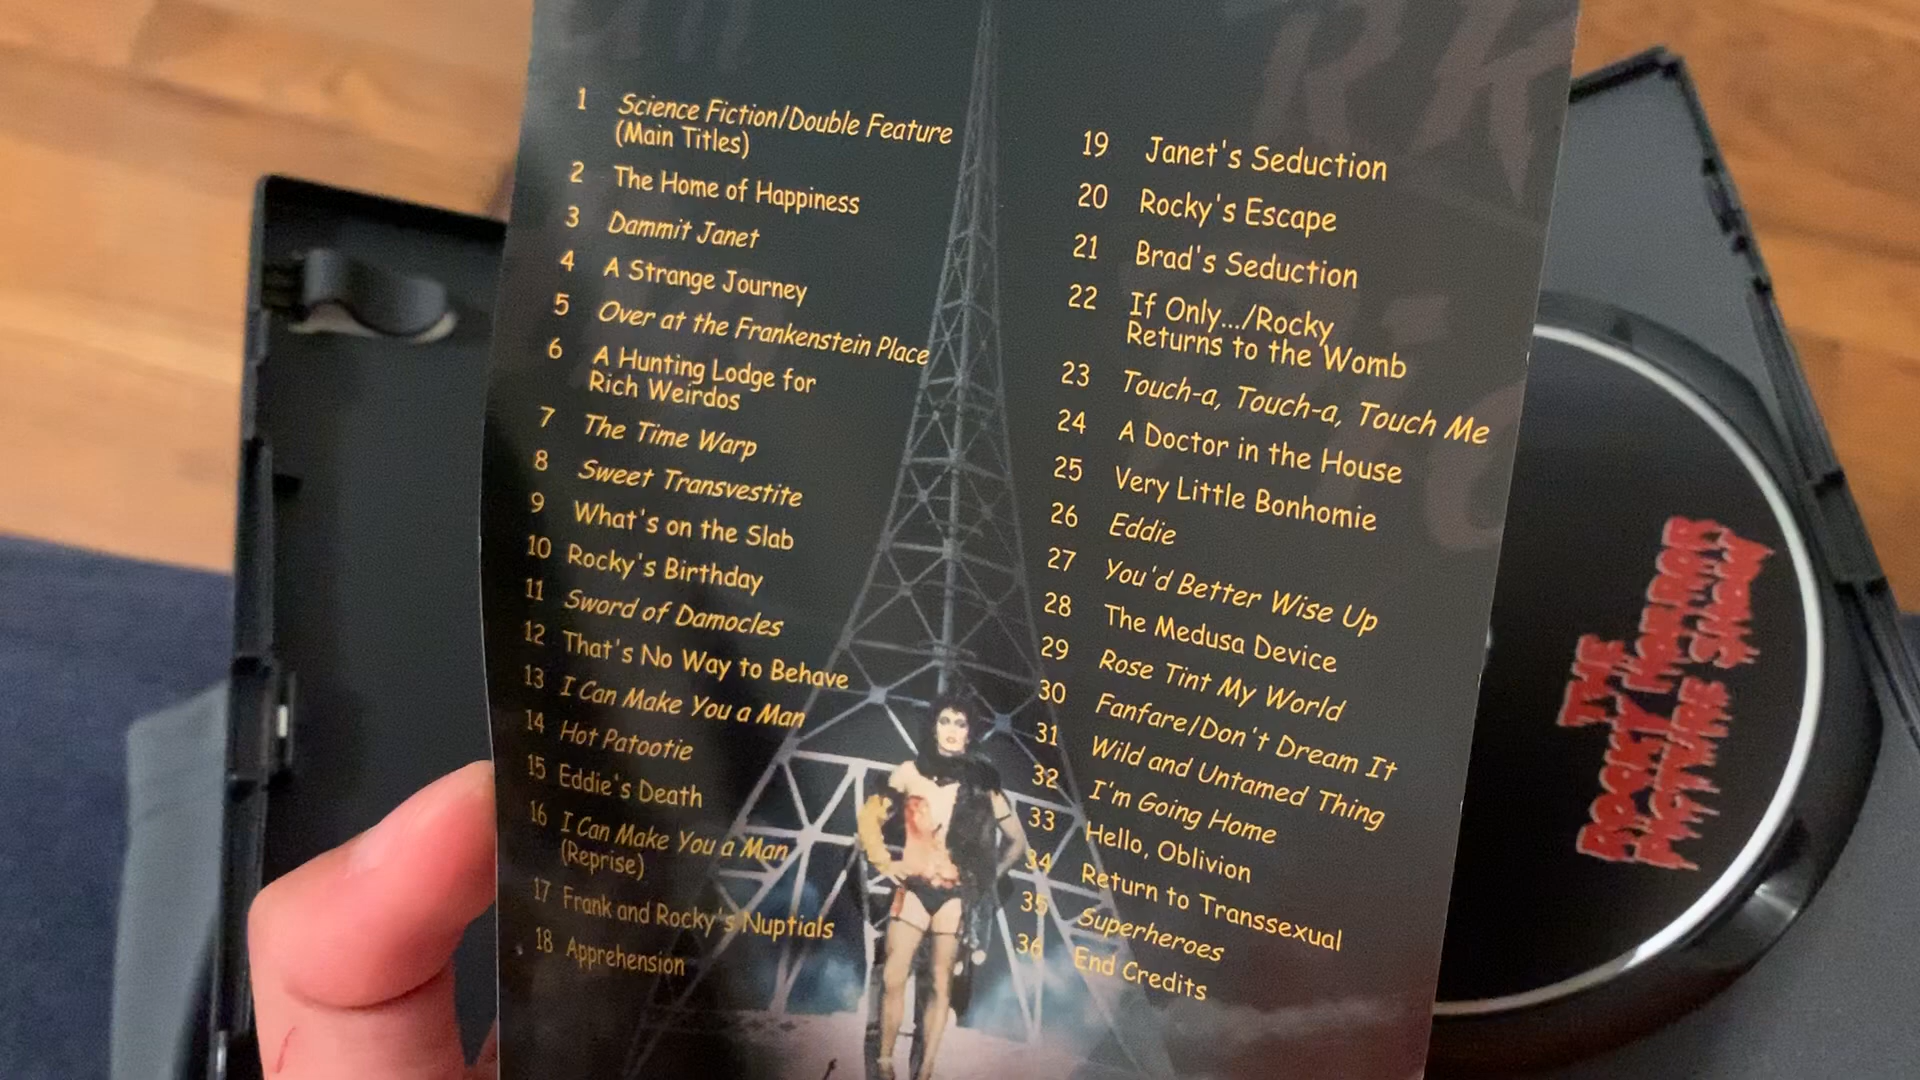 1 Science Fiction/Double Feature
(Main Titles)
2 The Home of Happiness
3 Dammit Janet
4 A Strange Journey
5 Over at the Frankenstein Place
6 A Hunting Lodge for
Rich Weirdos
7 The Time Warp
8 Sweet Transvestite
9 What's on the Slab
10 Rocky's Birthday
11 Sword of Damocles
12 That's No Way to Behave
13 I Can Make You a Man
14 Hot Patootie
15 Eddie's Death
16 I Can Make You a Man
(Reprise)
17 Frank and Rocky's Nuptials
18 Apprehension
19 Janet's Seduction
20 Rocky's Escape
21 Brad's Seduction
22 If Only.../Rocky
Returns to the Womb
23 Touch-a, Touch-a, Touch Me
24 A Doctor in the House
25 Very Little Bonhomie
26 Eddie
27 You'd Better Wise Up
28 The Medusa Device
29 Rose Tint My World
30 Fanfare/Don't Dream It
31 Wild and Untamed Thing
32 I'm Going Home
33 Hello, Oblivion
34 Return to Transsexual
35 Superheroes
36 End Credits
THE
ROCKY HORROR
PICTURE SHOW